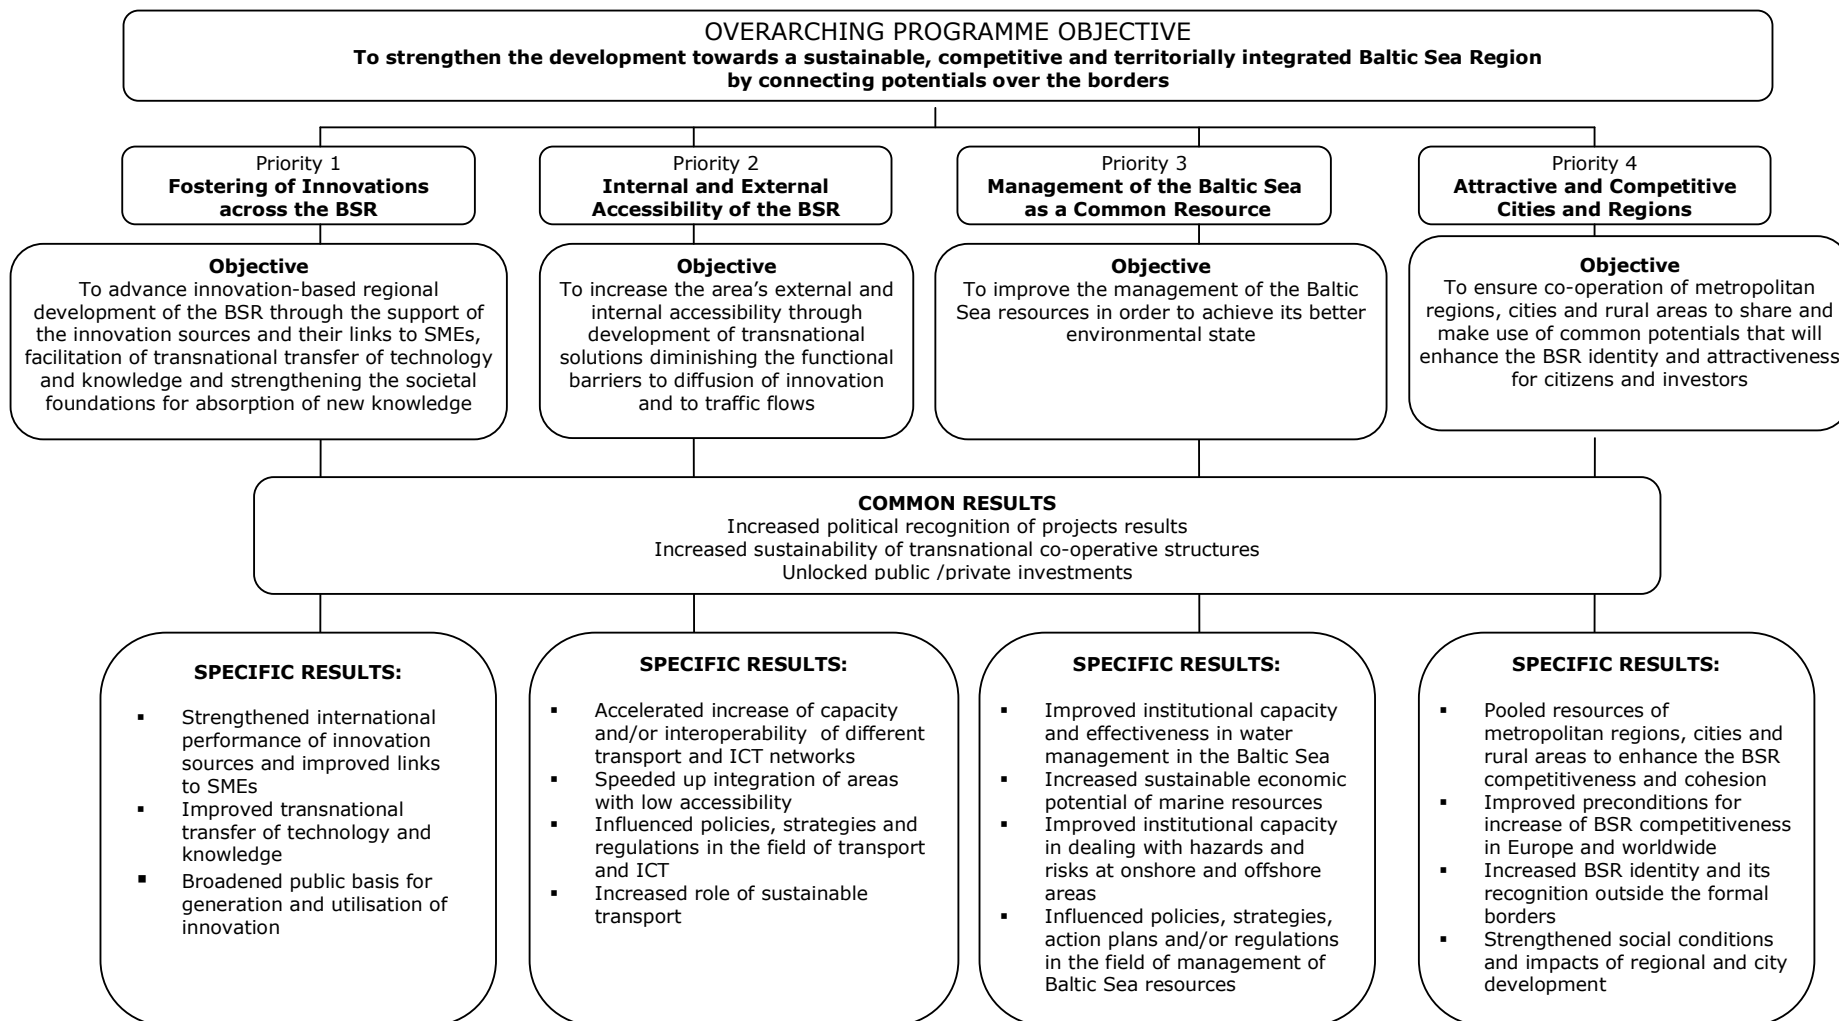 OVERARCHING PROGRAMME OBJECTIVE
To strengthen the development towards a sustainable, competitive and territorially integrated Baltic Sea Region
by connecting potentials over the borders
Priority 1
Fostering of Innovations
across the BSR
Priority 2
Internal and External
Accessibility of the BSR
Priority 3
Management of the Baltic Sea
as a Common Resource
Priority 4
Attractive and Competitive
Cities and Regions
Objective
To advance innovation-based regional
development of the BSR through the support of
the innovation sources and their links to SMEs,
facilitation of transnational transfer of technology
and knowledge and strengthening the societal
foundations for absorption of new knowledge
Objective
To increase the area’s external and
internal accessibility through
development of transnational
solutions diminishing the functional
barriers to diffusion of innovation
and to traffic flows
Objective
To improve the management of the Baltic
Sea resources in order to achieve its better
environmental state
Objective
To ensure co-operation of metropolitan
regions, cities and rural areas to share and
make use of common potentials that will
enhance the BSR identity and attractiveness
for citizens and investors
COMMON RESULTS
Increased political recognition of projects results
Increased sustainability of transnational co-operative structures
Unlocked public /private investments
SPECIFIC RESULTS:
▪ Strengthened international
performance of innovation
sources and improved links
to SMEs
▪ Improved transnational
transfer of technology and
knowledge
▪ Broadened public basis for
generation and utilisation of
innovation
SPECIFIC RESULTS:
▪ Accelerated increase of capacity
and/or interoperability of different
transport and ICT networks
▪ Speeded up integration of areas
with low accessibility
▪ Influenced policies, strategies and
regulations in the field of transport
and ICT
▪ Increased role of sustainable
transport
SPECIFIC RESULTS:
▪ Improved institutional capacity
and effectiveness in water
management in the Baltic Sea
▪ Increased sustainable economic
potential of marine resources
▪ Improved institutional capacity
in dealing with hazards and
risks at onshore and offshore
areas
▪ Influenced policies, strategies,
action plans and/or regulations
in the field of management of
Baltic Sea resources
SPECIFIC RESULTS:
▪ Pooled resources of
metropolitan regions, cities and
rural areas to enhance the BSR
competitiveness and cohesion
▪ Improved preconditions for
increase of BSR competitiveness
in Europe and worldwide
▪ Increased BSR identity and its
recognition outside the formal
borders
▪ Strengthened social conditions
and impacts of regional and city
development